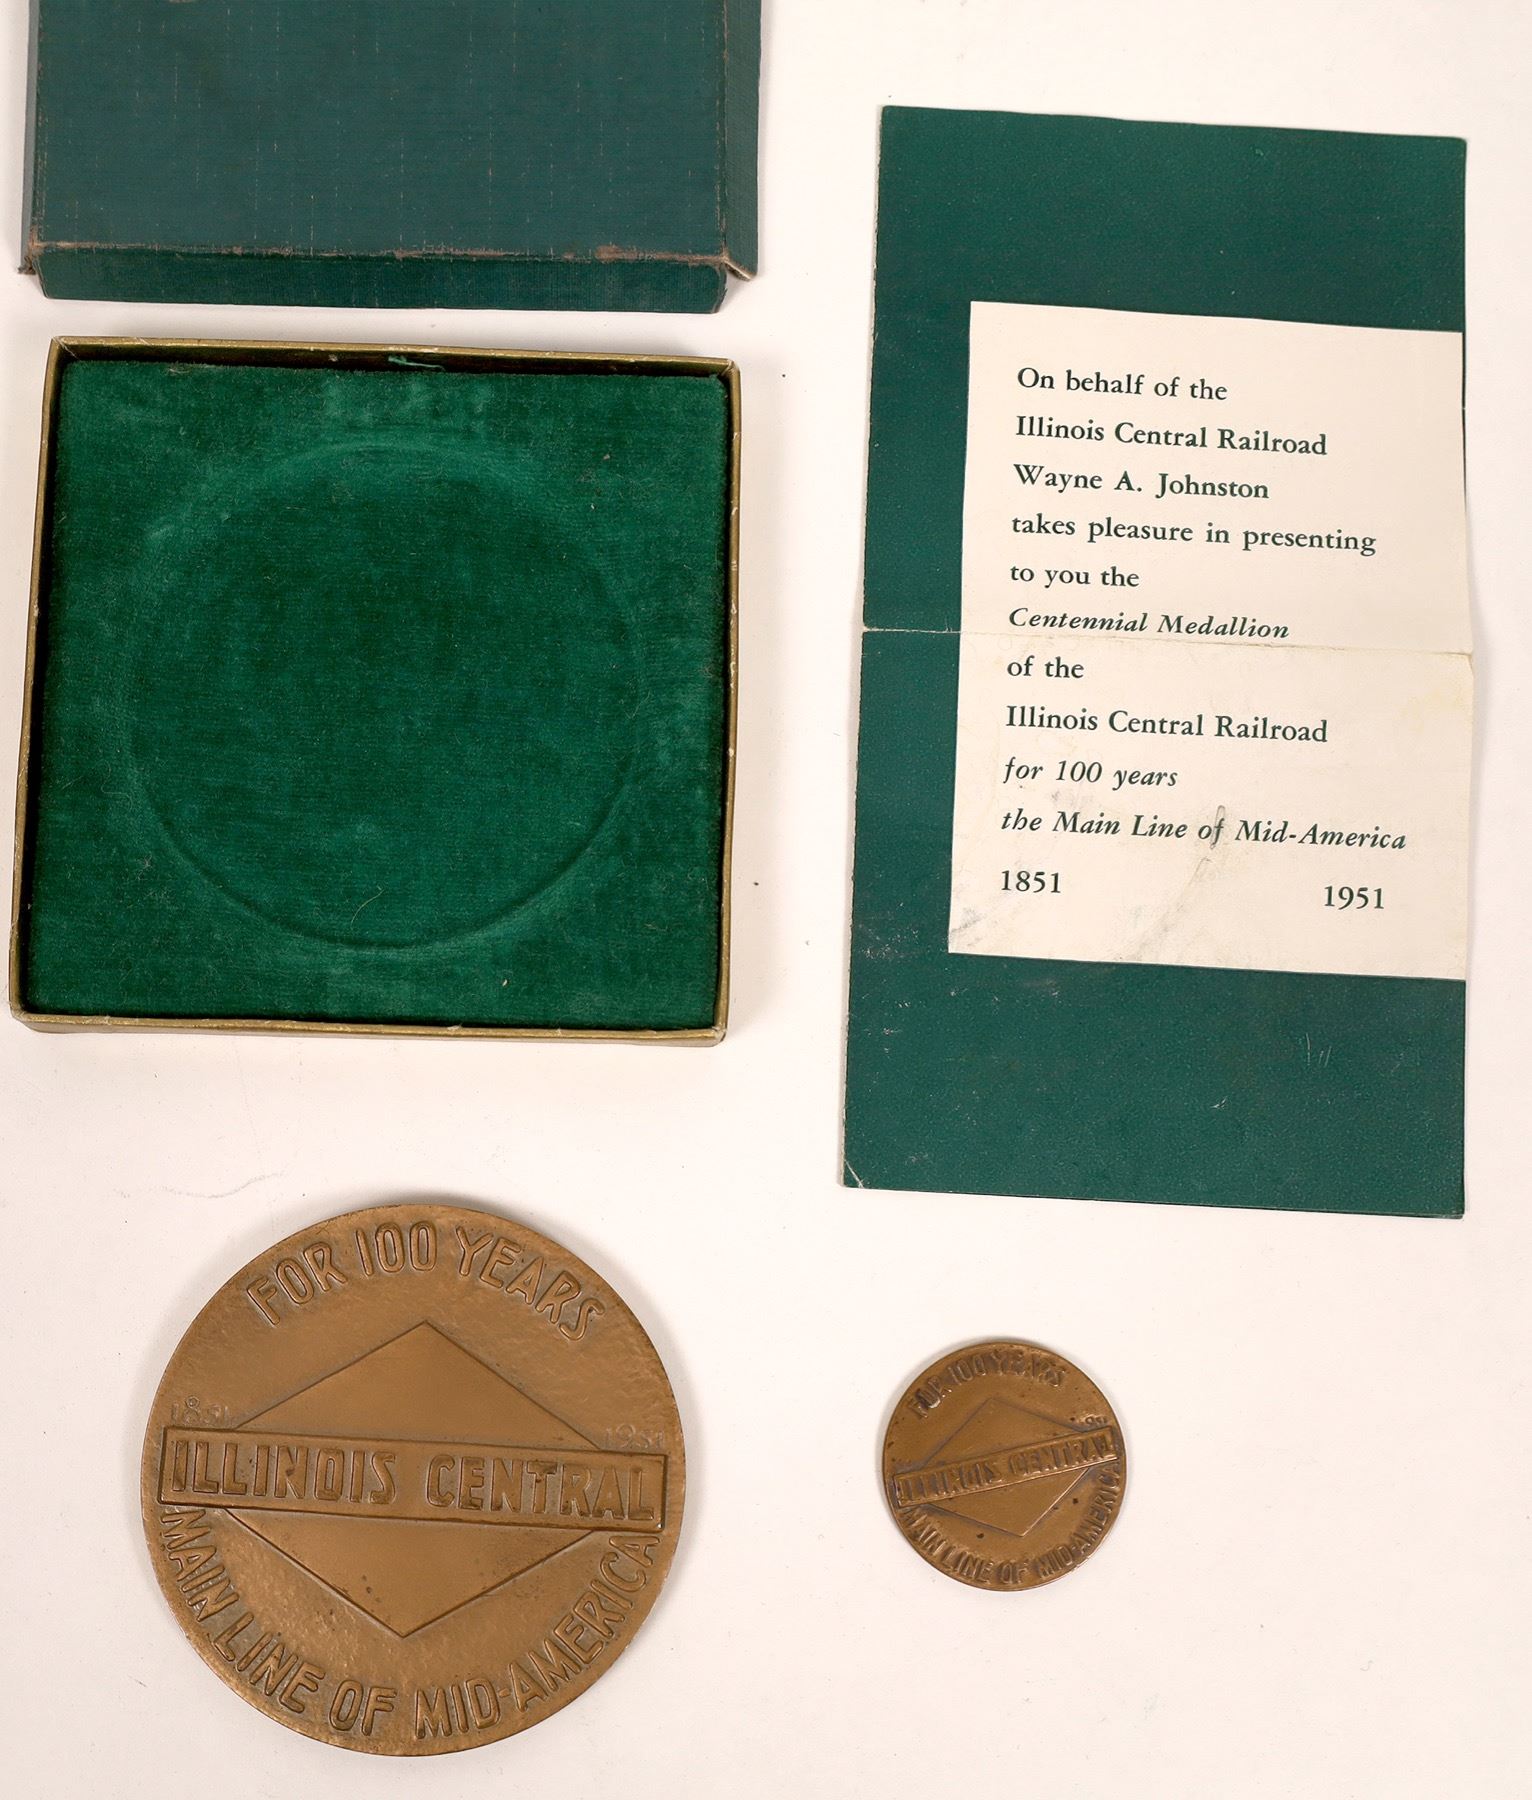 On behalf of the
Illinois Central Railroad
Wayne A. Johnston
takes pleasure in presenting
to you the
Centennial Medallion
of the
Illinois Central Railroad
for 100 years
the Main Line of Mid-America
1851 1951
FOR 100 YEARS
1851 1951
ILLINOIS CENTRAL
MAIN LINE OF MID-AMERICA
FOR 100 YEARS
1951
ILLINOIS CENTRAL
MAIN LINE OF MID-AMERICA